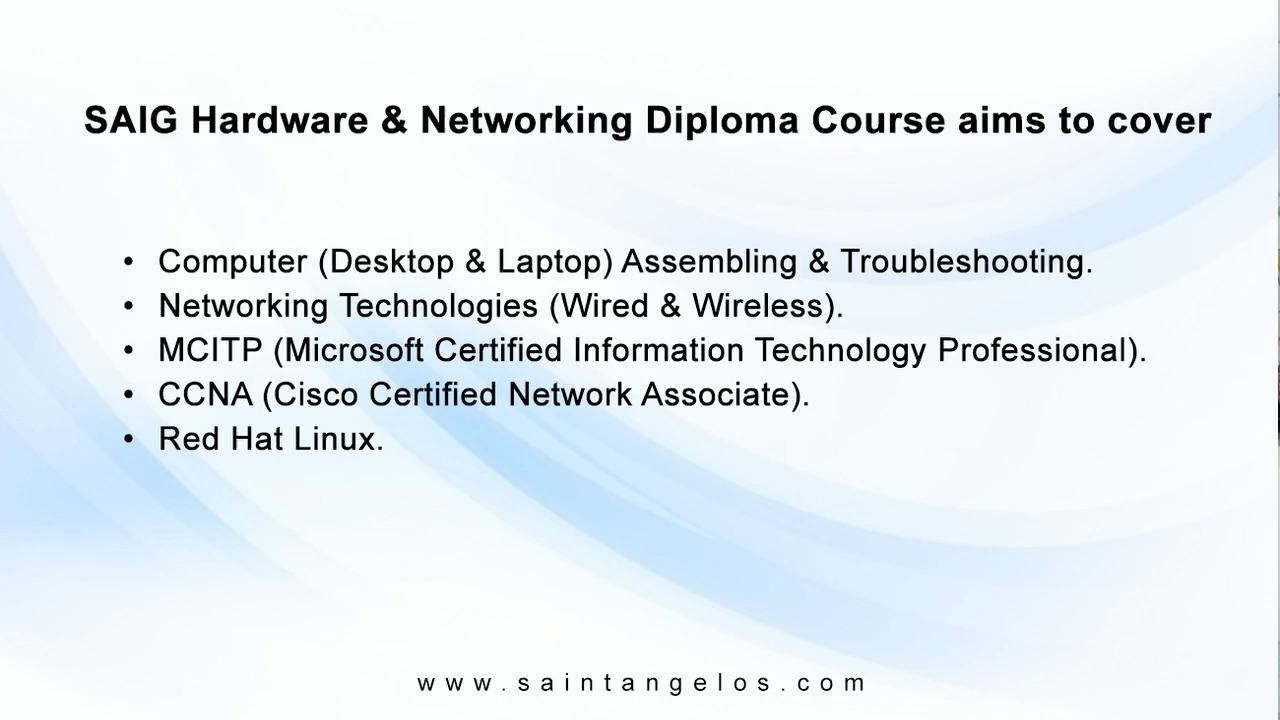 SAIG Hardware & Networking Diploma Course aims to cover
• Computer (Desktop & Laptop) Assembling & Troubleshooting.
• Networking Technologies (Wired & Wireless).
• MCITP (Microsoft Certified Information Technology Professional).
• CCNA (Cisco Certified Network Associate).
• Red Hat Linux.
www.saintangelos.com